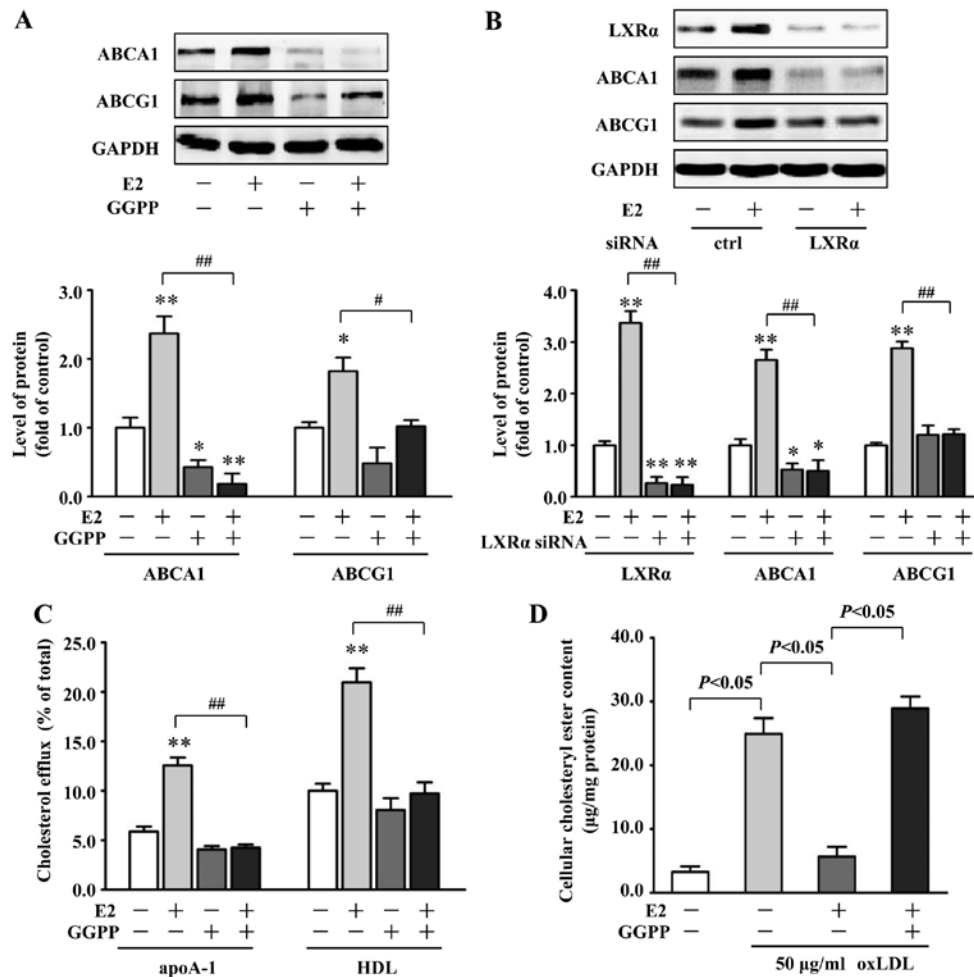 A
ABCA1
ABCG1
GAPDH
E2 − + − +
GGPP − − + +
##
#
** * ** *
Level of protein
(fold of control)
3.0
2.0
1.0
0.0
E2 − + − + − + − +
GGPP − − + + − − + +
ABCA1 ABCG1
B
LXRα
ABCA1
ABCG1
GAPDH
E2 − + − +
siRNA ctrl LXRα
## ## ##
** ** ** ** * * **
Level of protein
(fold of control)
4.0
3.0
2.0
1.0
0.0
E2 − + − + − + − + − + − +
LXRα siRNA − − + + − − + + − − + +
LXRα ABCA1 ABCG1
C
## ##
** **
Cholesterol efflux (% of total)
25.0
20.0
15.0
10.0
5.0
0.0
E2 − + − + − + − +
GGPP − − + + − − + +
apoA-1 HDL
D
P<0.05
P<0.05
P<0.05
Cellular cholesteryl ester content
(μg/mg protein)
40.0
30.0
20.0
10.0
0.0
E2 − − + +
GGPP − − − +
50 μg/ml oxLDL